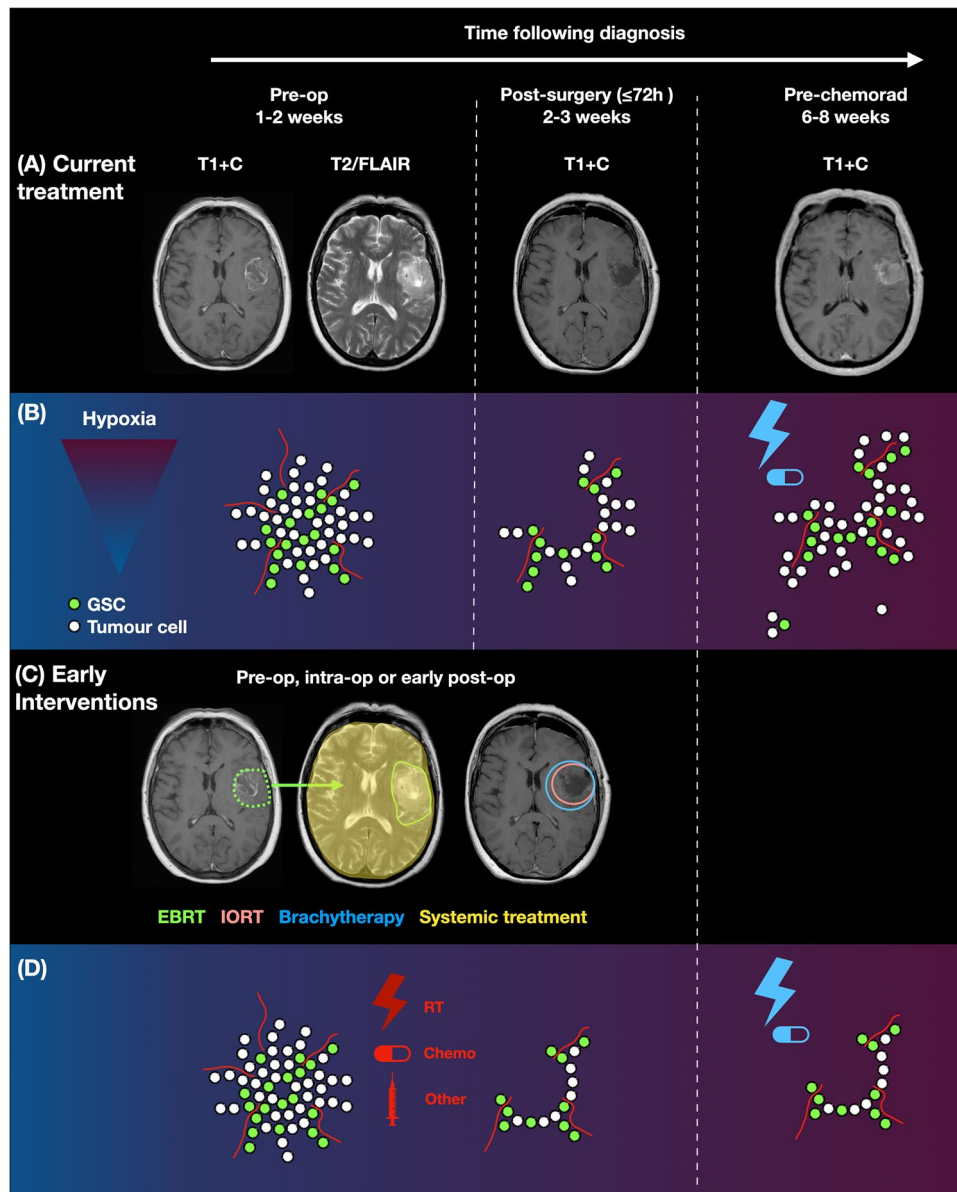 Time following diagnosis
Pre-op
1-2 weeks
Post-surgery (≤72h )
2-3 weeks
Pre-chemorad
6-8 weeks
(A) Current
treatment
T1+C
T2/FLAIR
T1+C
T1+C
(B)
Hypoxia
GSC
Tumour cell
(C) Early
Interventions
Pre-op, intra-op or early post-op
EBRT IORT Brachytherapy Systemic treatment
(D)
RT
Chemo
Other